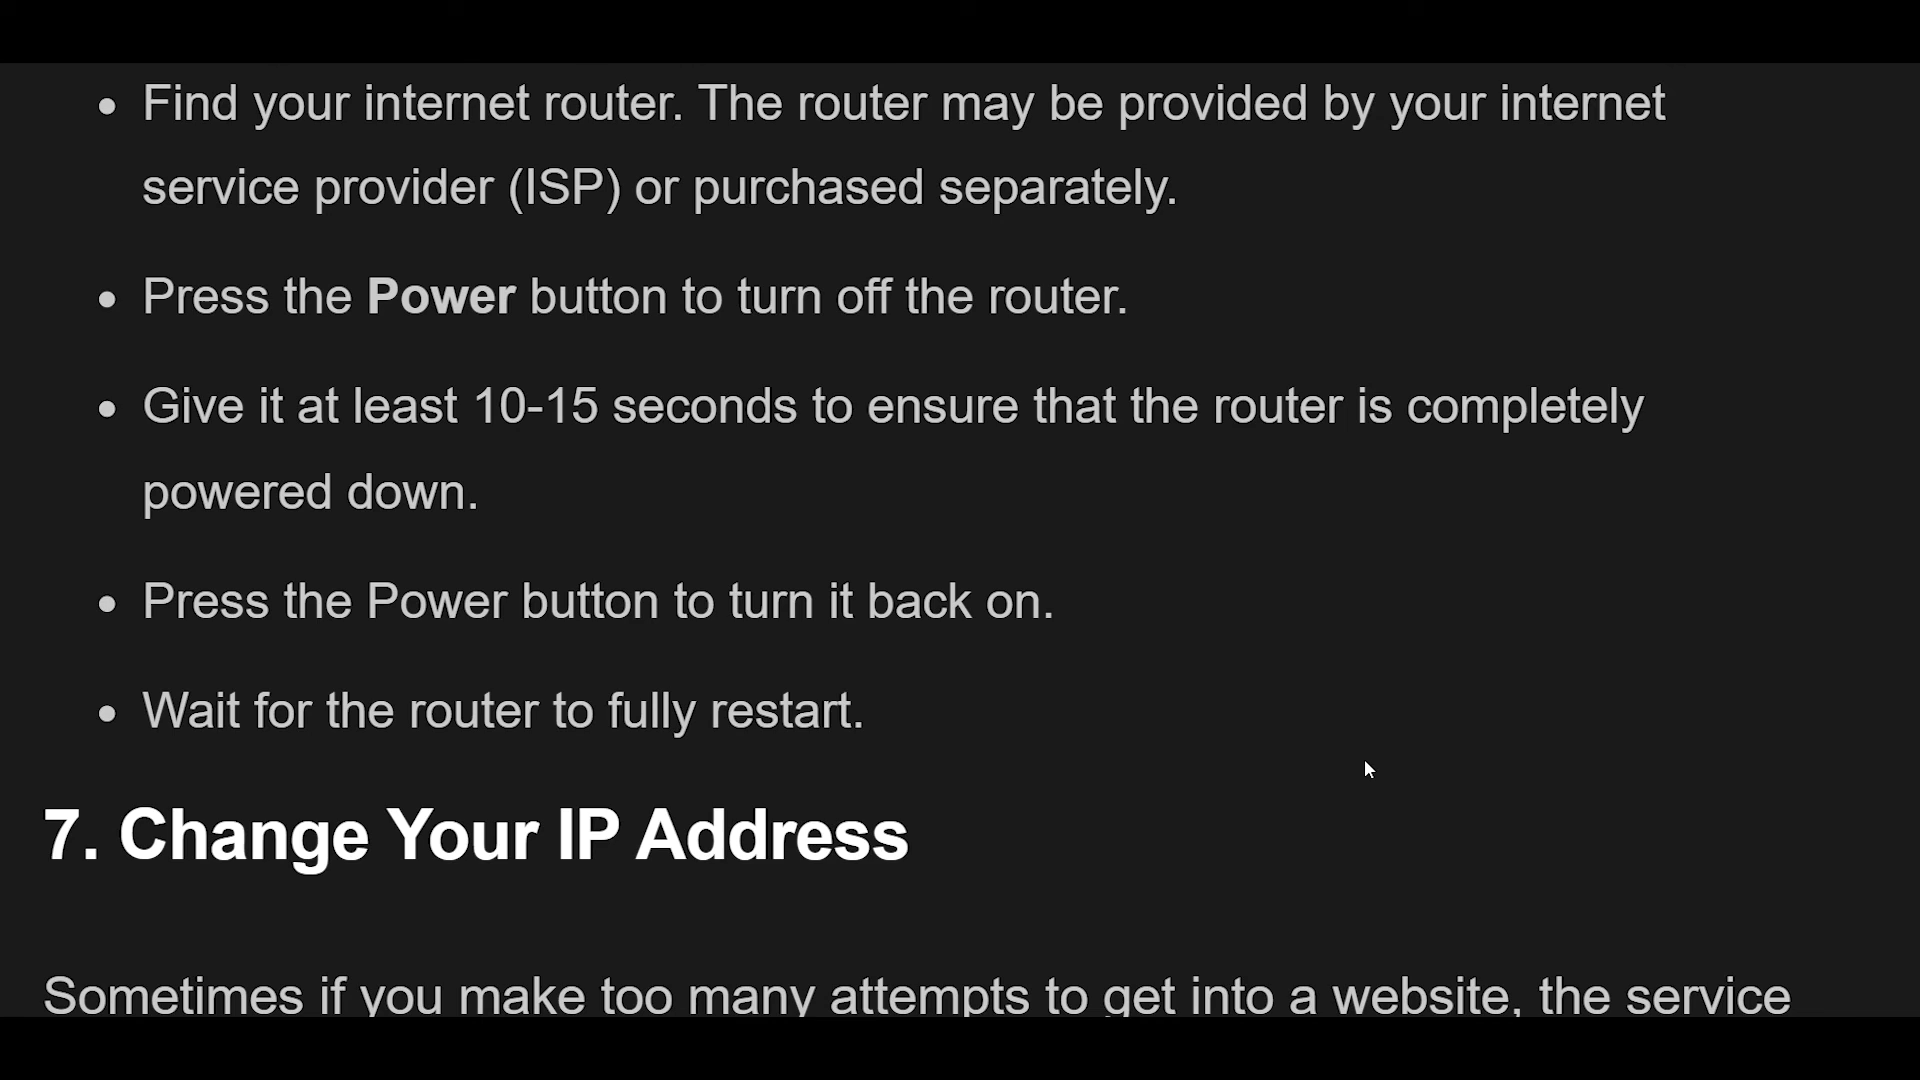 • Find your internet router. The router may be provided by your internet
service provider (ISP) or purchased separately.
• Press the Power button to turn off the router.
• Give it at least 10-15 seconds to ensure that the router is completely
powered down.
• Press the Power button to turn it back on.
• Wait for the router to fully restart.
7. Change Your IP Address
Sometimes if you make too many attempts to get into a website, the service